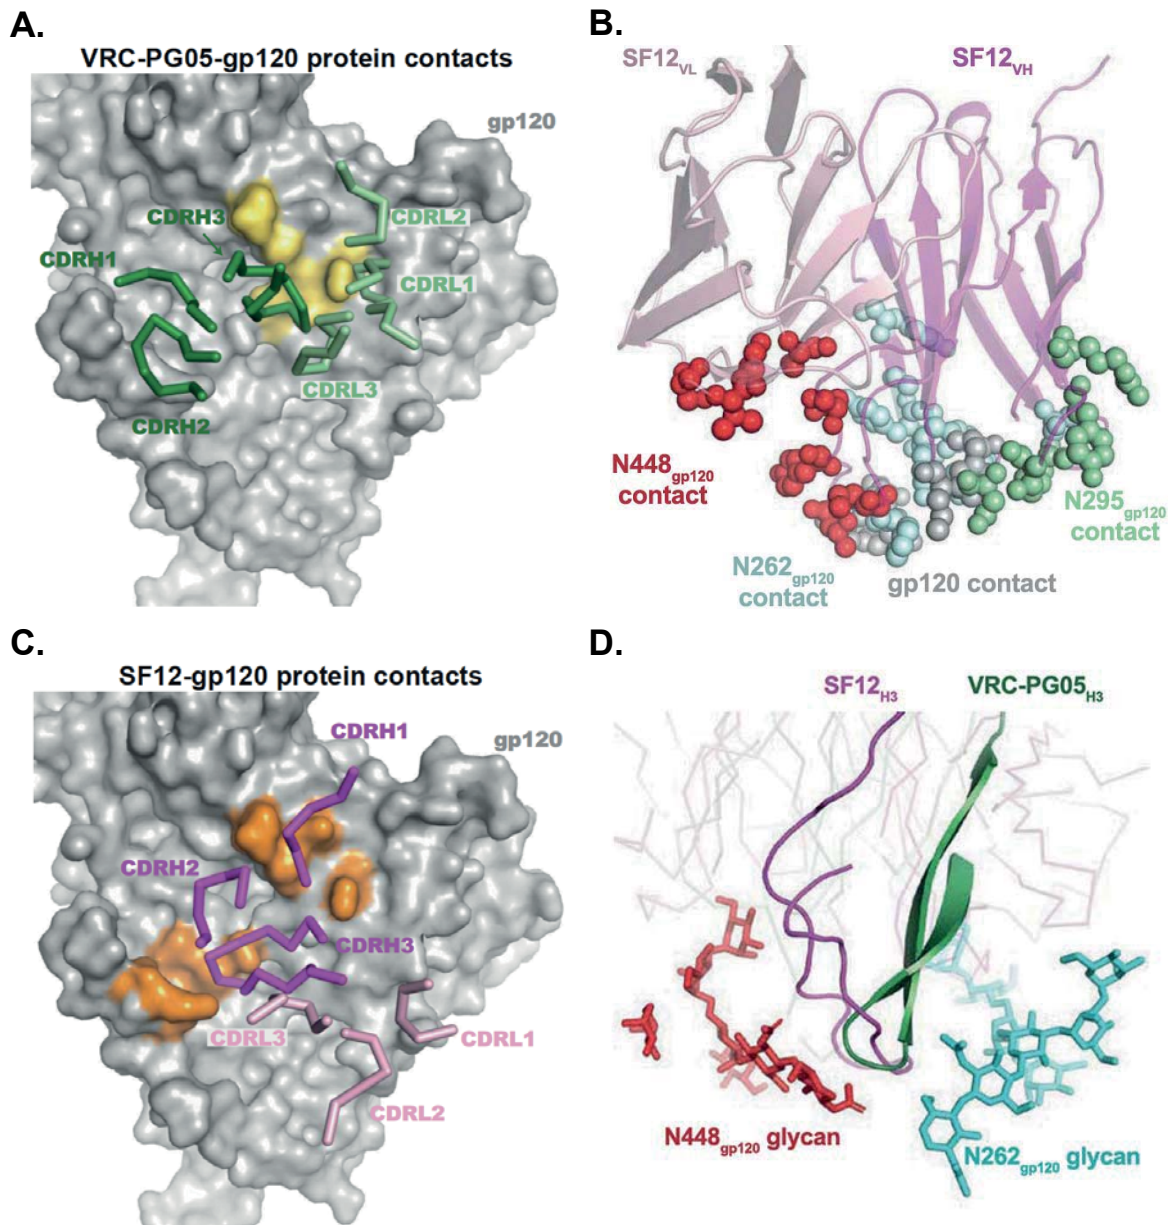 A.
VRC-PG05-gp120 protein contacts
gp120
CDRH3
CDRL2
CDRH1
CDRL1
CDRL3
CDRH2
B.
SF12VL
SF12VH
N448gp120
contact
N295gp120
contact
N262gp120
contact
gp120 contact
C.
SF12-gp120 protein contacts
CDRH1
gp120
CDRH2
CDRH3
CDRL3
CDRL1
CDRL2
D.
SF12H3
VRC-PG05H3
N448gp120 glycan
N262gp120 glycan